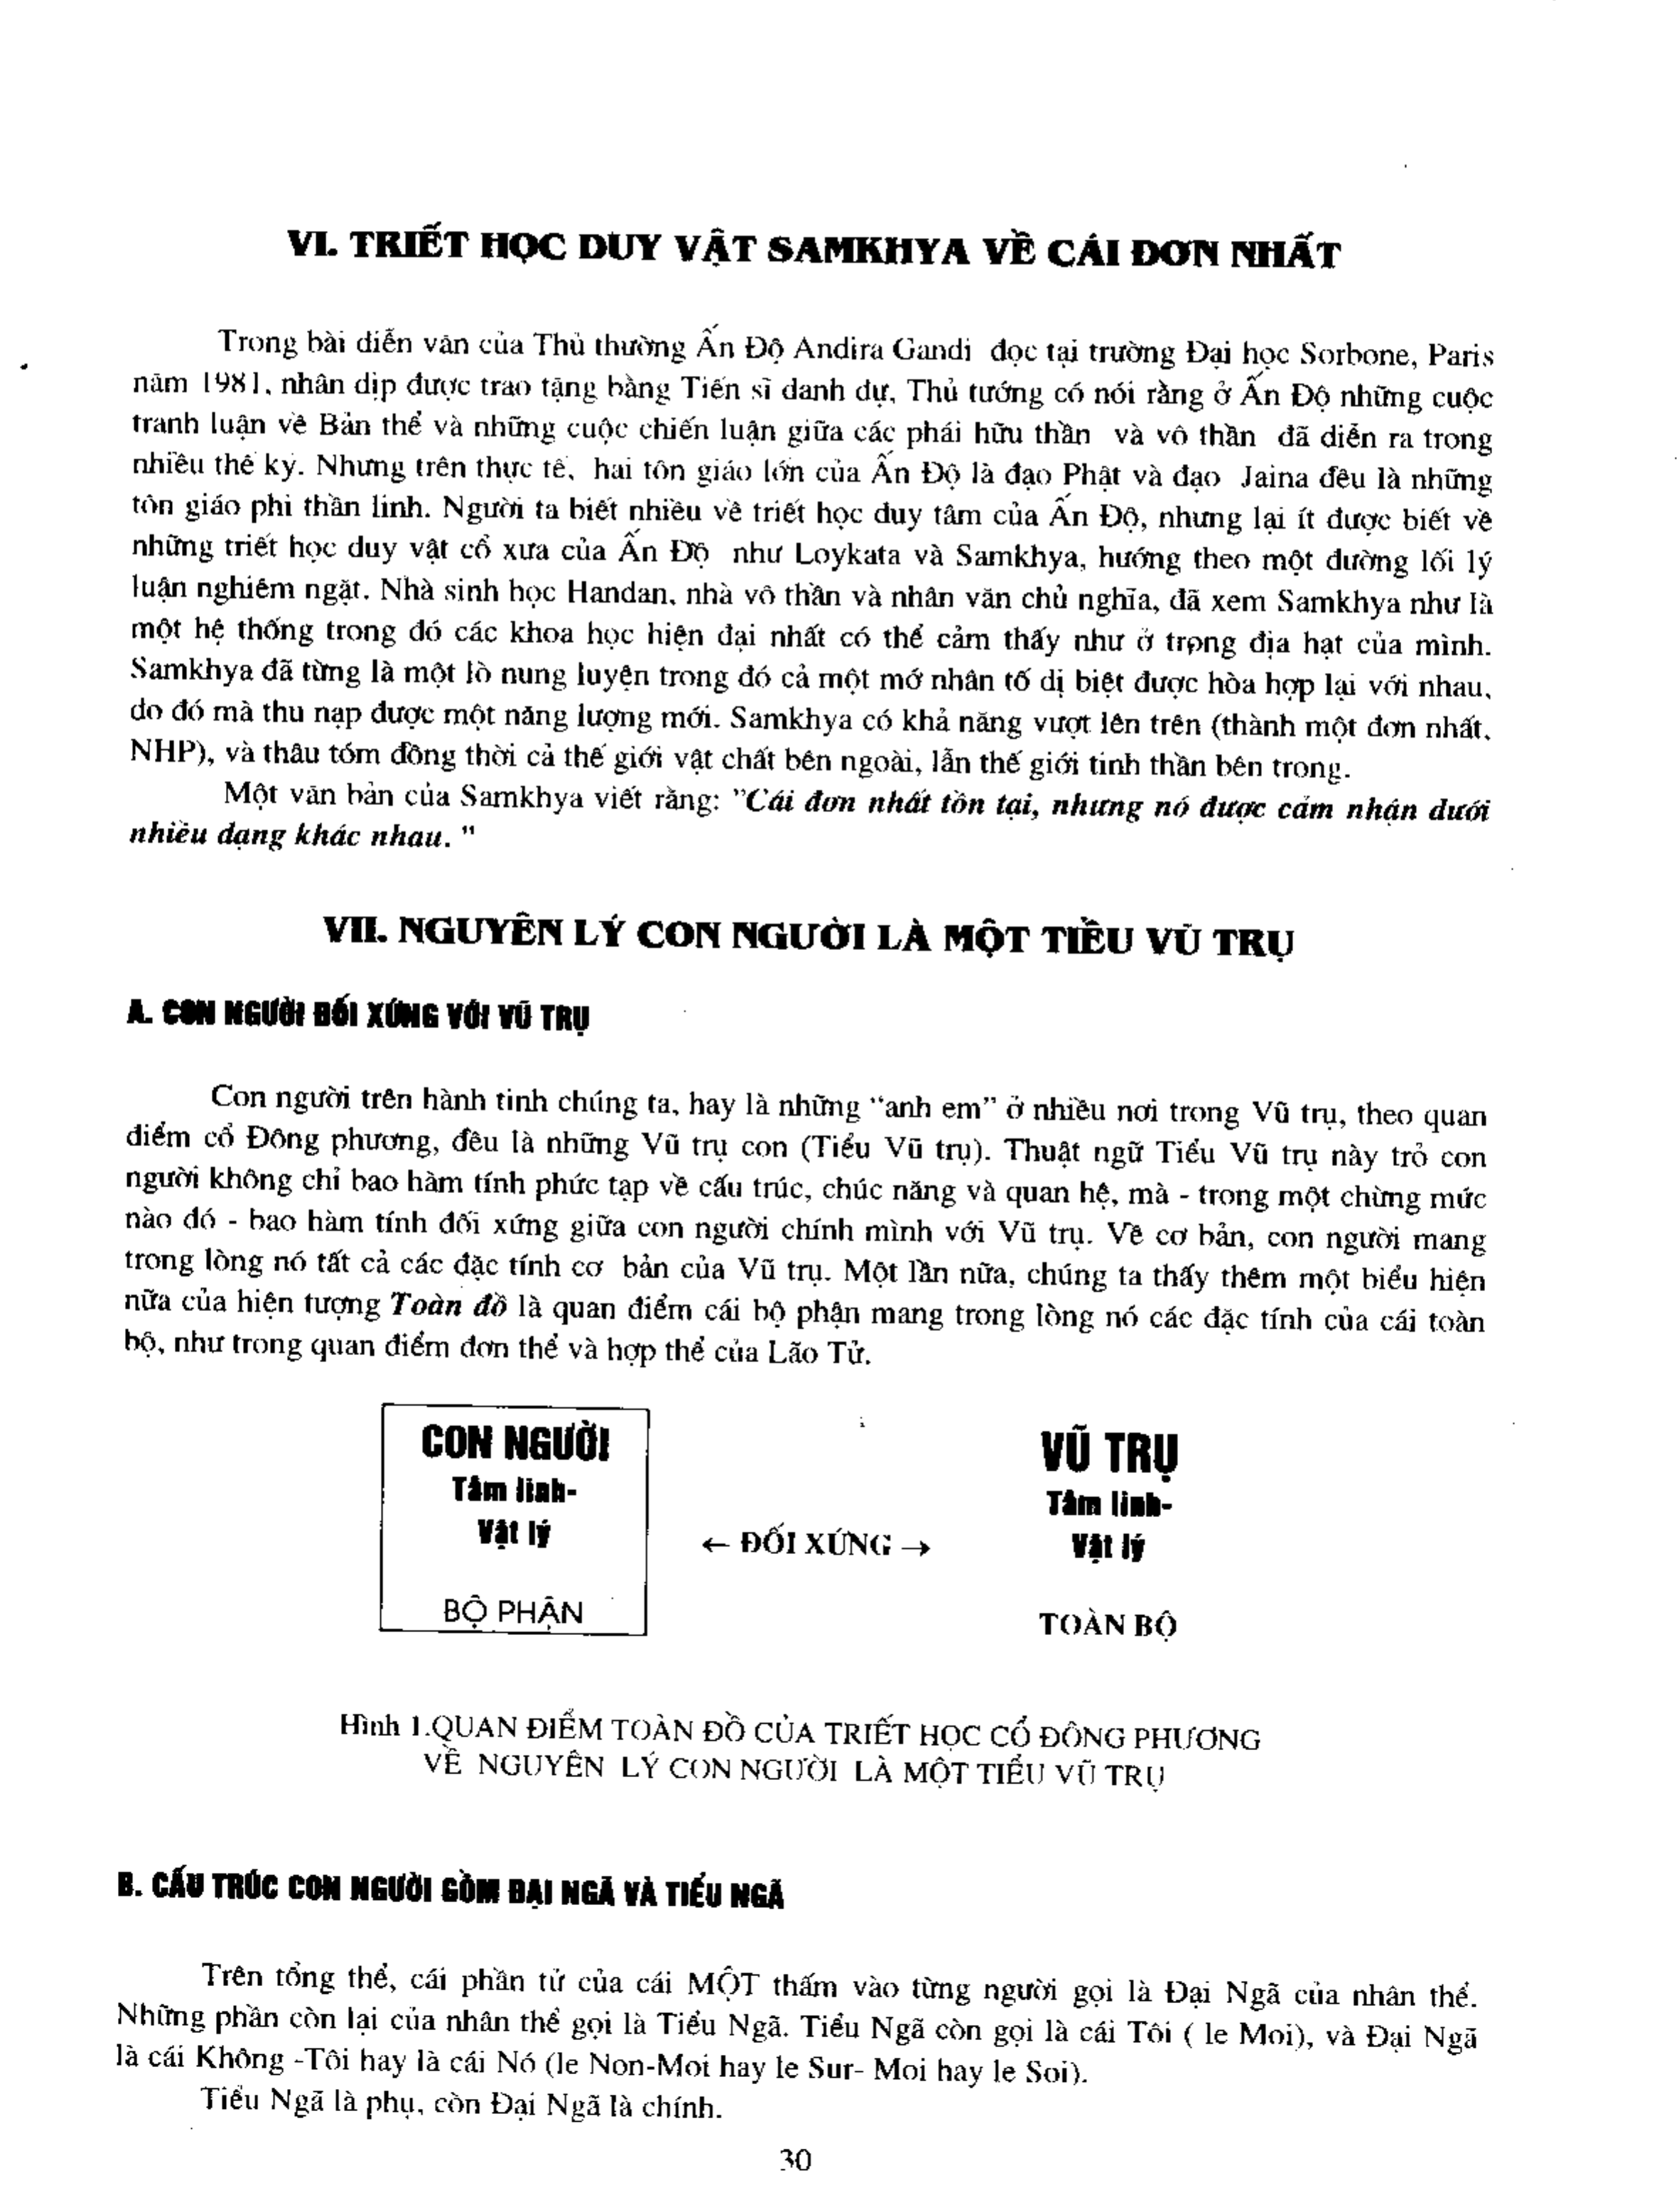 VI. TRIẾT HỌC DUY VẬT SAMKHYA VỀ CÁI ĐƠN NHẤT
Trong bài diễn văn của Thủ thường Ấn Độ Andira Gandi đọc tại trường Đại học Sorbone, Paris
năm 1981, nhân dịp được trao tặng bằng Tiến sĩ danh dự, Thủ tướng có nói rằng ở Ấn Độ những cuộc
tranh luận về Bản thể và những cuộc chiến luận giữa các phái hữu thần và vô thần đã diễn ra trong
nhiều thế kỷ. Nhưng trên thực tế, hai tôn giáo lớn của Ấn Độ là đạo Phật và đạo Jaina đều là những
tôn giáo phi thần linh. Người ta biết nhiều về triết học duy tâm của Ấn Độ, nhưng lại ít được biết về
những triết học duy vật cổ xưa của Ấn Độ như Loykata và Samkhya, hướng theo một đường lối lý
luận nghiêm ngặt. Nhà sinh học Handan, nhà vô thần và nhân văn chủ nghĩa, đã xem Samkhya như là
một hệ thống trong đó các khoa học hiện đại nhất có thể cảm thấy như ở trong địa hạt của mình.
Samkhya đã từng là một lò nung luyện trong đó cả một mớ nhân tố dị biệt được hòa hợp lại với nhau,
do đó mà thu nạp được một năng lượng mới. Samkhya có khả năng vượt lên trên (thành một đơn nhất,
NHP), và thâu tóm đồng thời cả thế giới vật chất bên ngoài, lẫn thế giới tinh thần bên trong.
Một văn bản của Samkhya viết rằng: "Cái đơn nhất tồn tại, nhưng nó được cảm nhận dưới
nhiều dạng khác nhau. "
VII. NGUYÊN LÝ CON NGƯỜI LÀ MỘT TIỂU VŨ TRỤ
A. CON NGƯỜI ĐỐI XỨNG VỚI VŨ TRỤ
Con người trên hành tinh chúng ta, hay là những "anh em" ở nhiều nơi trong Vũ trụ, theo quan
điểm cổ Đông phương, đều là những Vũ trụ con (Tiểu Vũ trụ). Thuật ngữ Tiểu Vũ trụ này trỏ con
người không chỉ bao hàm tính phức tạp về cấu trúc, chúc năng và quan hệ, mà - trong một chừng mức
nào đó - bao hàm tính đối xứng giữa con người chính mình với Vũ trụ. Về cơ bản, con người mang
trong lòng nó tất cả các đặc tính cơ bản của Vũ trụ. Một lần nữa, chúng ta thấy thêm một biểu hiện
nữa của hiện tượng Toàn đồ là quan điểm cái bộ phận mang trong lòng nó các đặc tính của cái toàn
bộ, như trong quan điểm đơn thể và hợp thể của Lão Tử.
CON NGƯỜI
Tâm linh-
Vật lý
BỘ PHẬN
← ĐỐI XỨNG →
VŨ TRỤ
Tâm linh-
Vật lý
TOÀN BỘ
Hình 1.QUAN ĐIỂM TOÀN ĐỒ CỦA TRIẾT HỌC CỔ ĐÔNG PHƯƠNG
VỀ NGUYÊN LÝ CON NGƯỜI LÀ MỘT TIỂU VŨ TRỤ
B. CẤU TRÚC CON NGƯỜI GỒM ĐẠI NGÃ VÀ TIỂU NGÃ
Trên tổng thể, cái phần tử của cái MỘT thấm vào từng người gọi là Đại Ngã của nhân thể.
Những phần còn lại của nhân thể gọi là Tiểu Ngã. Tiểu Ngã còn gọi là cái Tôi ( le Moi), và Đại Ngã
là cái Không -Tôi hay là cái Nó (le Non-Moi hay le Sur- Moi hay le Soi).
Tiểu Ngã là phụ, còn Đại Ngã là chính.
30